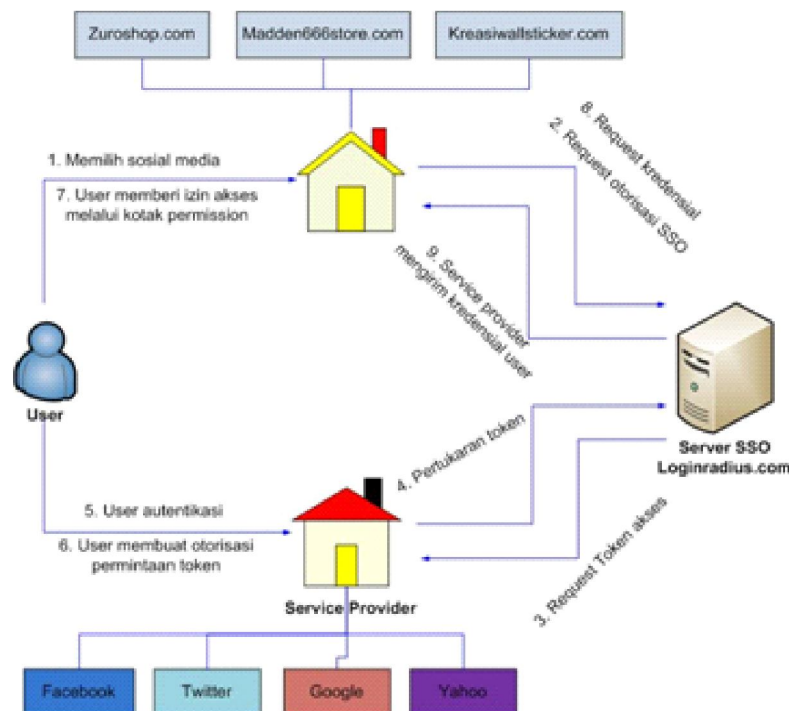 Zuroshop.com
Madden666store.com
Kreasiwallsticker.com
1. Memilih sosial media
7. User memberi izin akses
melalui kotak permission
8. Request kredensial
2. Request otorisasi SSO
9. Service provider
mengirim kredensial user
User
Server SSO
Loginradius.com
4. Pertukaran token
5. User autentikasi
6. User membuat otorisasi
permintaan token
3. Request Token akses
Service Provider
Facebook
Twitter
Google
Yahoo